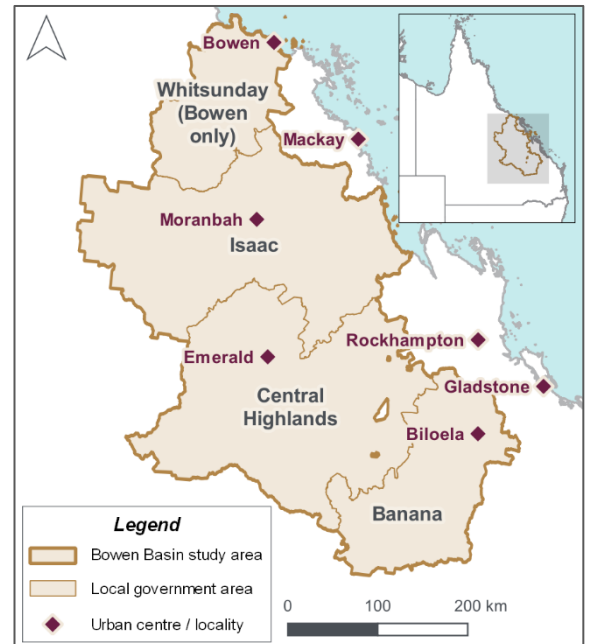 Bowen
Whitsunday
(Bowen
only)
Mackay
Moranbah
Isaac
Rockhampton
Emerald
Gladstone
Central
Highlands
Biloela
Banana
Legend
Bowen Basin study area
Local government area
Urban centre / locality
0 100 200 km